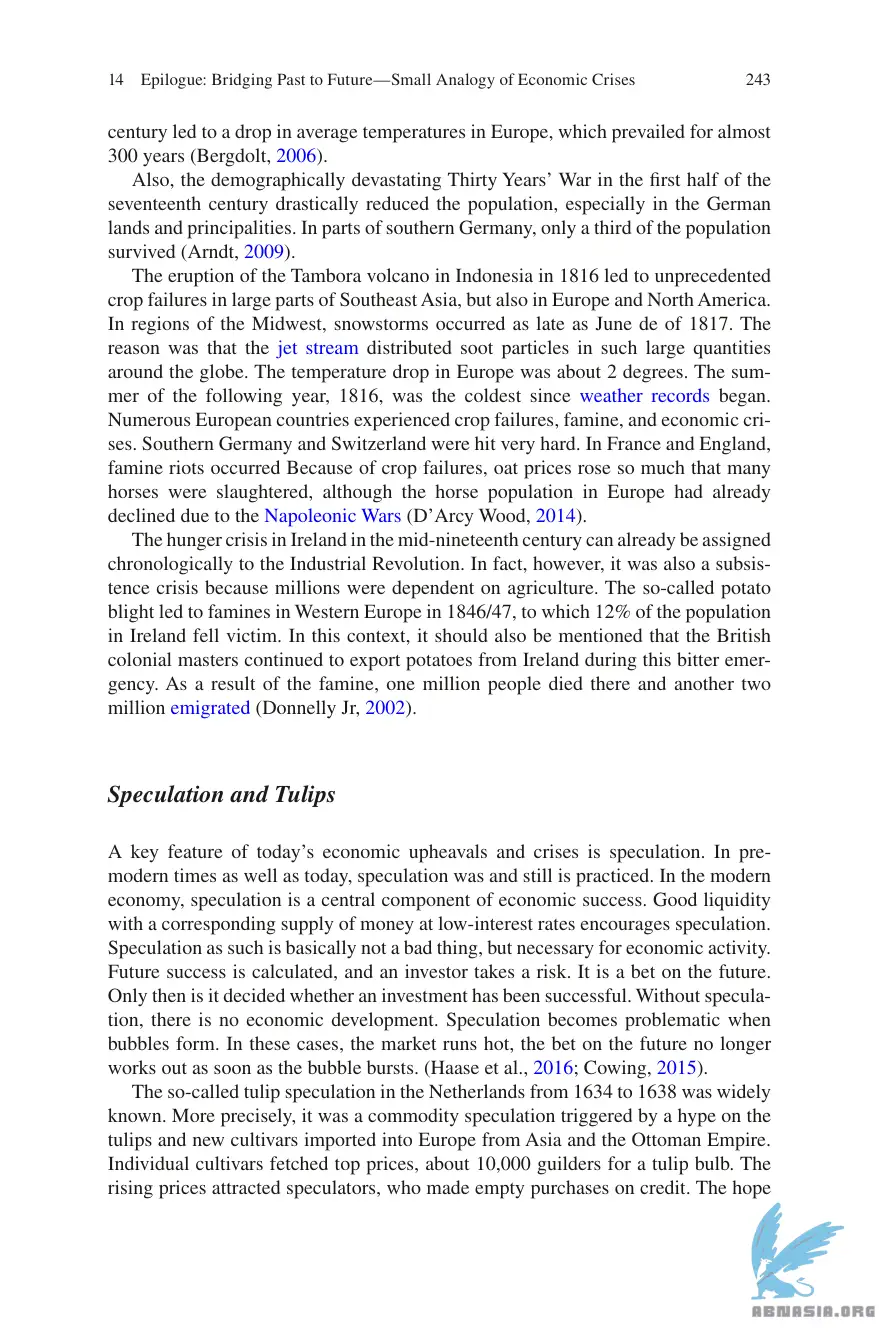 14 Epilogue: Bridging Past to Future—Small Analogy of Economic Crises 243
century led to a drop in average temperatures in Europe, which prevailed for almost
300 years (Bergdolt, 2006).
Also, the demographically devastating Thirty Years’ War in the first half of the
seventeenth century drastically reduced the population, especially in the German
lands and principalities. In parts of southern Germany, only a third of the population
survived (Arndt, 2009).
The eruption of the Tambora volcano in Indonesia in 1816 led to unprecedented
crop failures in large parts of Southeast Asia, but also in Europe and North America.
In regions of the Midwest, snowstorms occurred as late as June de of 1817. The
reason was that the jet stream distributed soot particles in such large quantities
around the globe. The temperature drop in Europe was about 2 degrees. The sum-
mer of the following year, 1816, was the coldest since weather records began.
Numerous European countries experienced crop failures, famine, and economic cri-
ses. Southern Germany and Switzerland were hit very hard. In France and England,
famine riots occurred Because of crop failures, oat prices rose so much that many
horses were slaughtered, although the horse population in Europe had already
declined due to the Napoleonic Wars (D’Arcy Wood, 2014).
The hunger crisis in Ireland in the mid-nineteenth century can already be assigned
chronologically to the Industrial Revolution. In fact, however, it was also a subsis-
tence crisis because millions were dependent on agriculture. The so-called potato
blight led to famines in Western Europe in 1846/47, to which 12% of the population
in Ireland fell victim. In this context, it should also be mentioned that the British
colonial masters continued to export potatoes from Ireland during this bitter emer-
gency. As a result of the famine, one million people died there and another two
million emigrated (Donnelly Jr, 2002).
Speculation and Tulips
A key feature of today’s economic upheavals and crises is speculation. In pre-
modern times as well as today, speculation was and still is practiced. In the modern
economy, speculation is a central component of economic success. Good liquidity
with a corresponding supply of money at low-interest rates encourages speculation.
Speculation as such is basically not a bad thing, but necessary for economic activity.
Future success is calculated, and an investor takes a risk. It is a bet on the future.
Only then is it decided whether an investment has been successful. Without specula-
tion, there is no economic development. Speculation becomes problematic when
bubbles form. In these cases, the market runs hot, the bet on the future no longer
works out as soon as the bubble bursts. (Haase et al., 2016; Cowing, 2015).
The so-called tulip speculation in the Netherlands from 1634 to 1638 was widely
known. More precisely, it was a commodity speculation triggered by a hype on the
tulips and new cultivars imported into Europe from Asia and the Ottoman Empire.
Individual cultivars fetched top prices, about 10,000 guilders for a tulip bulb. The
rising prices attracted speculators, who made empty purchases on credit. The hope
ABNASIA.ORG